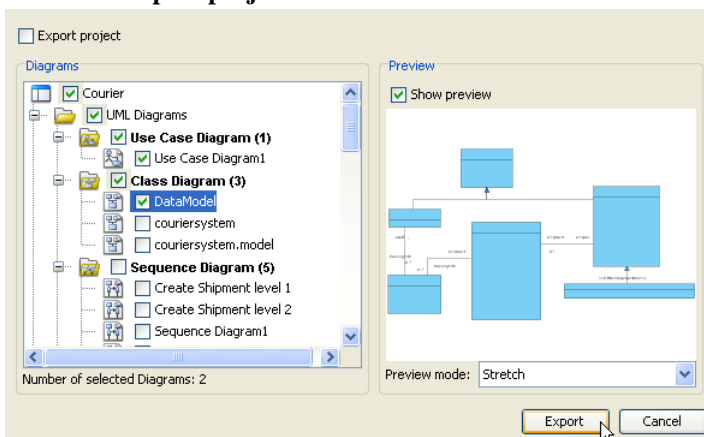 Export project
Diagrams
Courier
UML Diagrams
Use Case Diagram (1)
Use Case Diagram1
Class Diagram (3)
DataModel
couriersystem
couriersystem.model
Sequence Diagram (5)
Create Shipment level 1
Create Shipment level 2
Sequence Diagram1
Number of selected Diagrams: 2
Preview
Show preview
Preview mode: Stretch
Export
Cancel